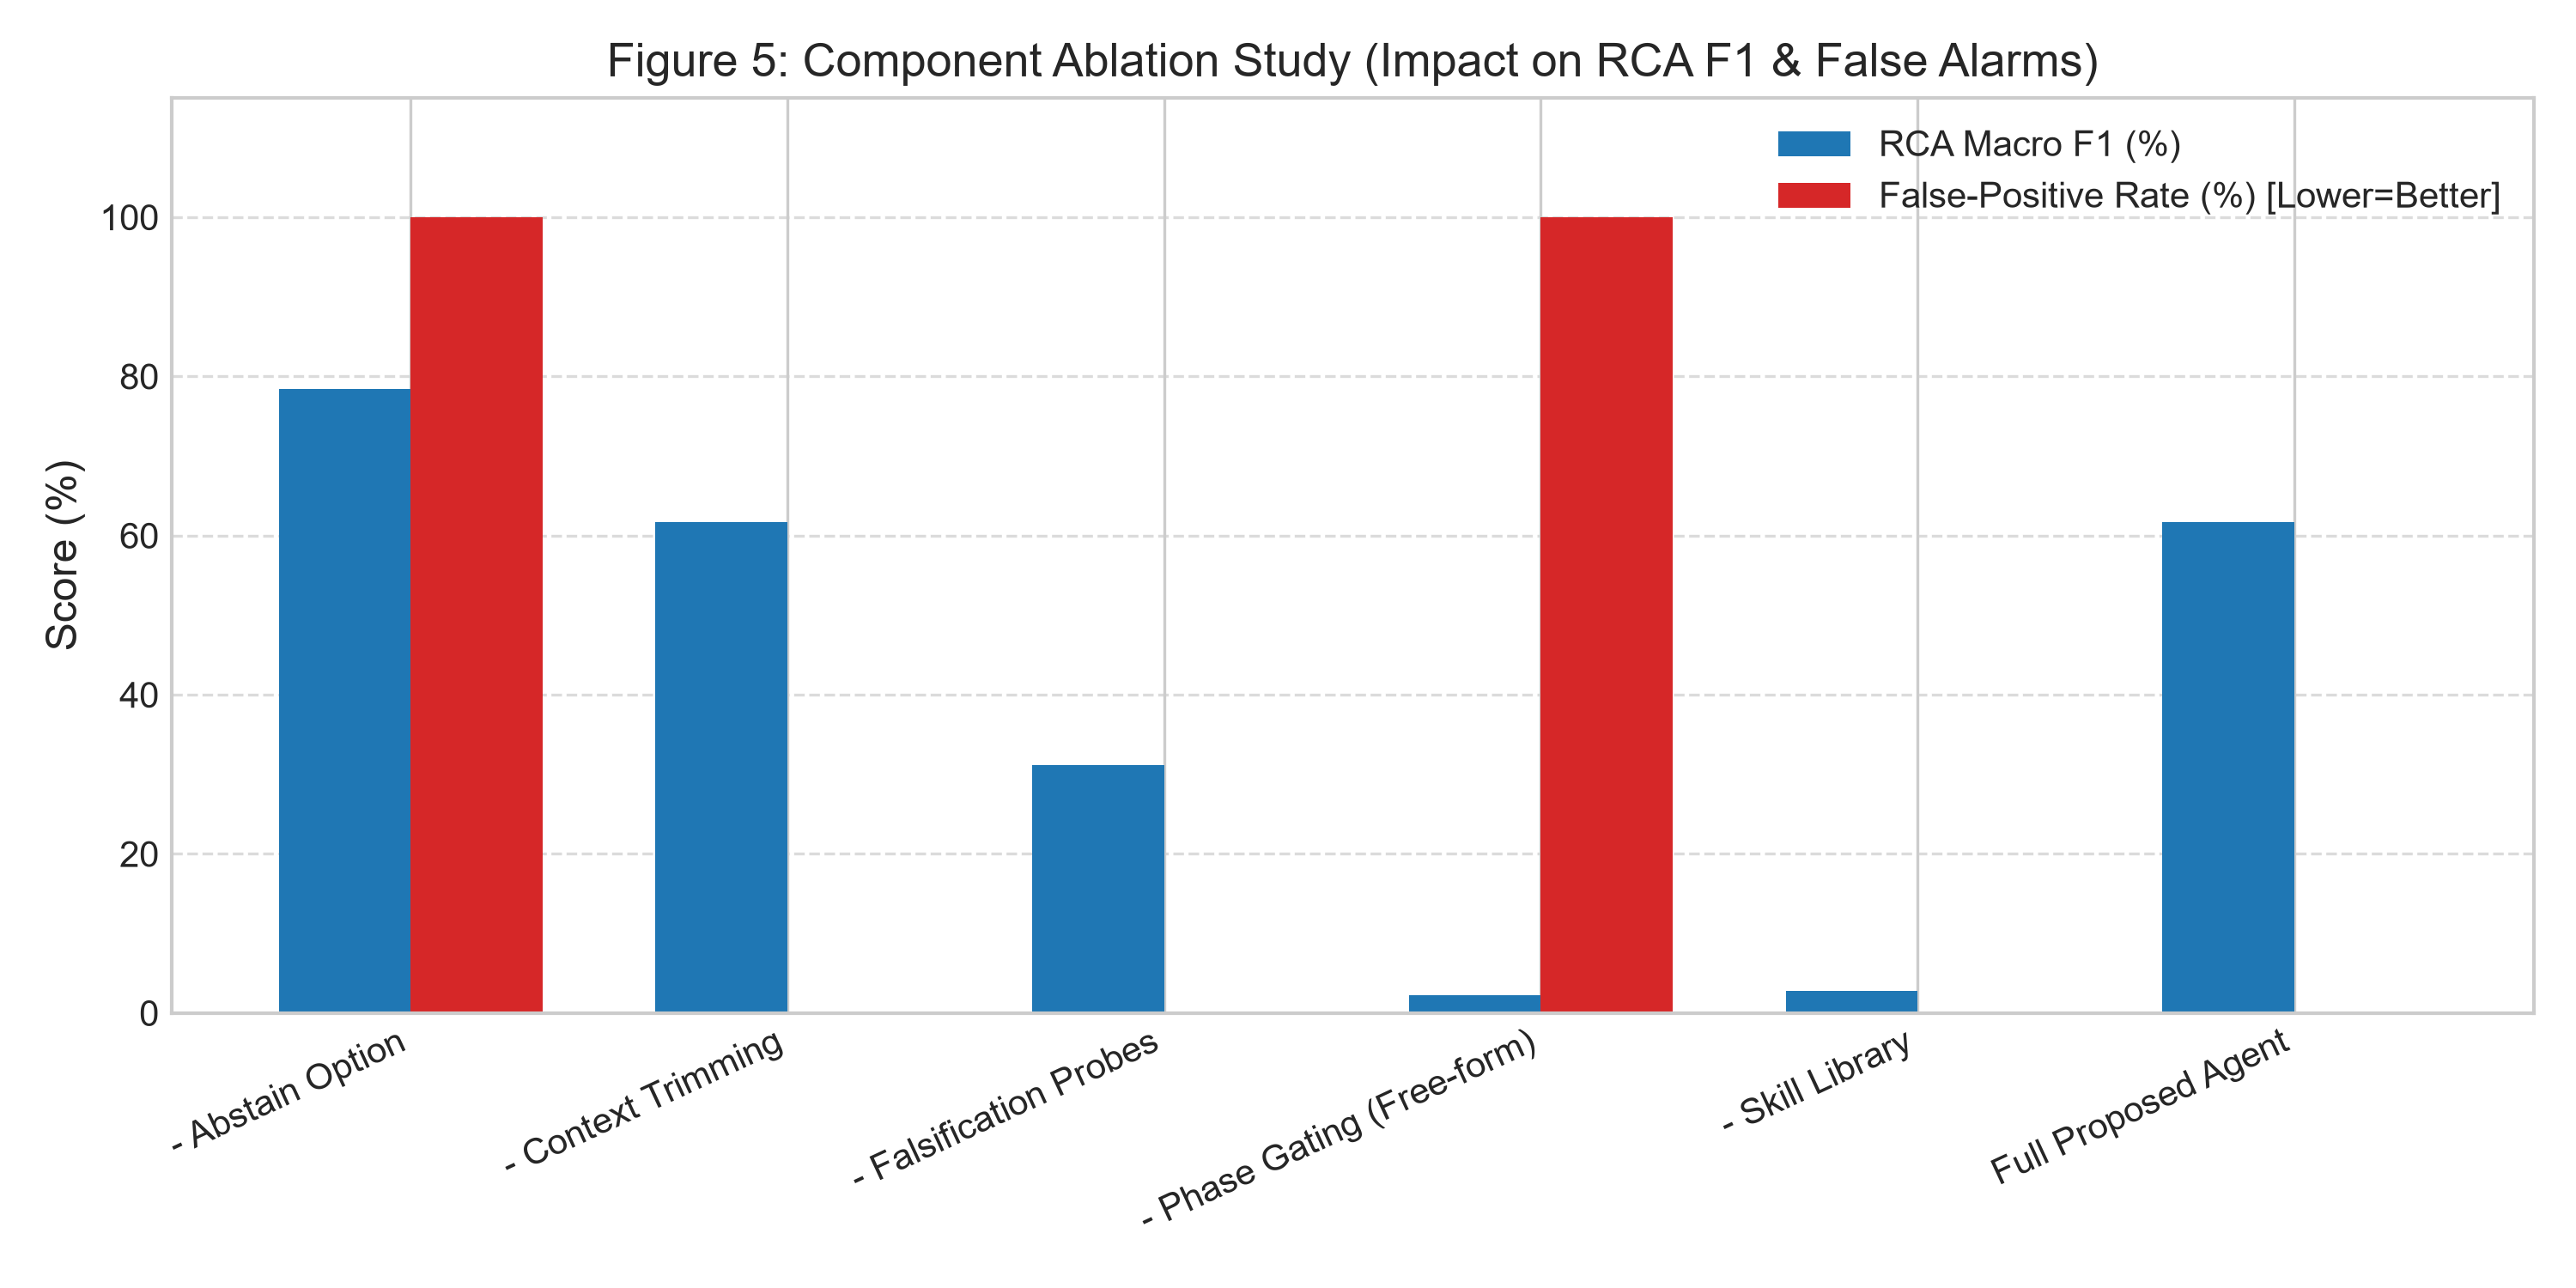 Figure 5: Component Ablation Study (Impact on RCA F1 & False Alarms)
RCA Macro F1 (%)
False-Positive Rate (%) [Lower=Better]
Score (%)
100
80
60
40
20
0
- Abstain Option
- Context Trimming
- Falsification Probes
- Phase Gating (Free-form)
- Skill Library
Full Proposed Agent